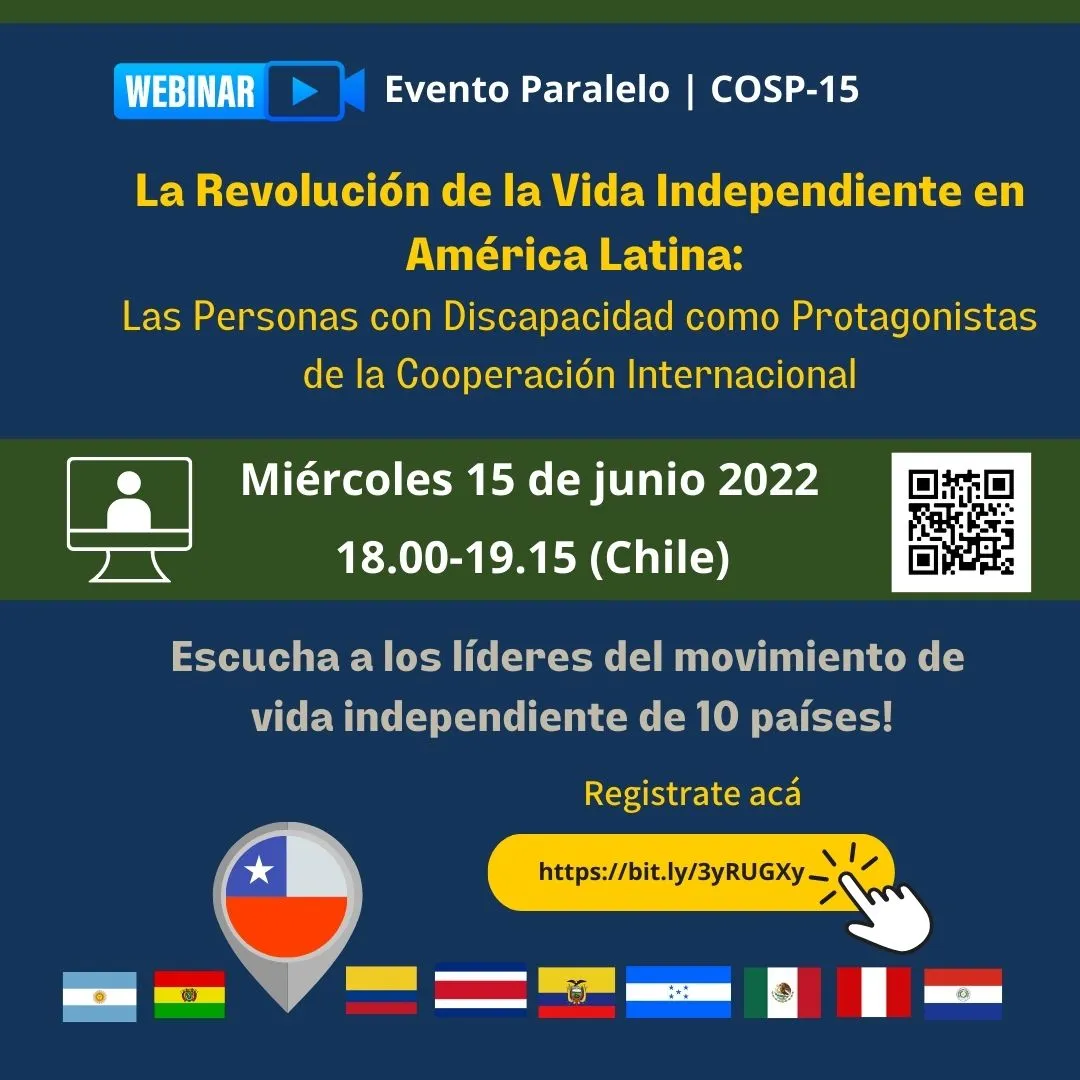 WEBINAR Evento Paralelo | COSP-15
La Revolución de la Vida Independiente en
América Latina:
Las Personas con Discapacidad como Protagonistas
de la Cooperación Internacional
Miércoles 15 de junio 2022
18.00-19.15 (Chile)
Escucha a los líderes del movimiento de
vida independiente de 10 países!
Registrate acá
https://bit.ly/3yRUGXy